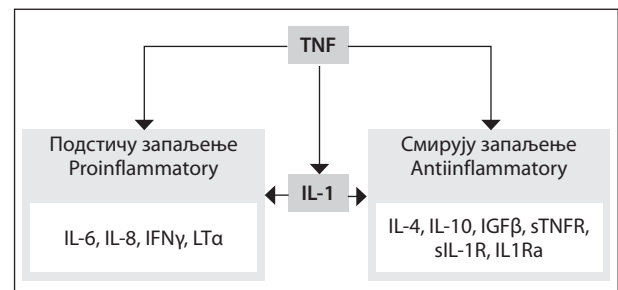 TNF
Подстичу запаљење
Proinflammatory
IL-6, IL-8, IFNγ, LTα
IL-1
Смирују запаљење
Antiinflammatory
IL-4, IL-10, IGFβ, sTNFR,
sIL-1R, IL1Ra